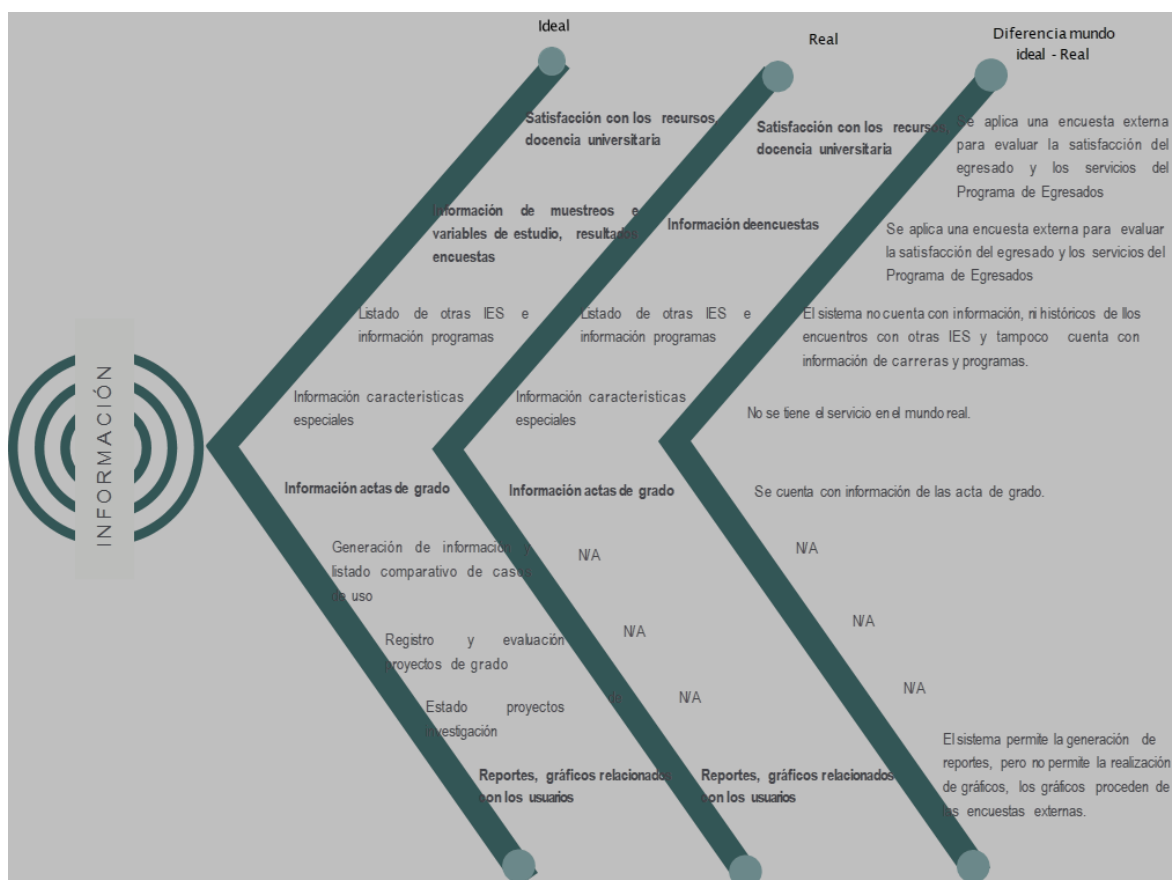 Ideal
Real
Diferencia mundo
ideal - Real
INFORMACIÓN
Satisfacción con los recursos,
docencia universitaria
Información de muestreos e
variables de estudio, resultados
encuestas
Listado de otras IES e
información programas
Información características
especiales
Información actas de grado
Generación de información y
listado comparativo de casos
de uso
Registro y evaluación
proyectos de grado
Estado proyectos de
investigación
Reportes, gráficos relacionados
con los usuarios
Satisfacción con los recursos,
docencia universitaria
Información deencuestas
Listado de otras IES e
información programas
Información características
especiales
Información actas de grado
N/A
N/A
N/A
Reportes, gráficos relacionados
con los usuarios
Se aplica una encuesta externa
para evaluar la satisfacción del
egresado y los servicios del
Programa de Egresados
Se aplica una encuesta externa para evaluar
la satisfacción del egresado y los servicios del
Programa de Egresados
El sistema no cuenta con información, ni históricos de llos
encuentros con otras IES y tampoco cuenta con
información de carreras y programas.
No se tiene el servicio en el mundo real.
Se cuenta con información de las acta de grado.
N/A
N/A
N/A
El sistema permite la generación de
reportes, pero no permite la realización
de gráficos, los gráficos proceden de
las encuestas externas.